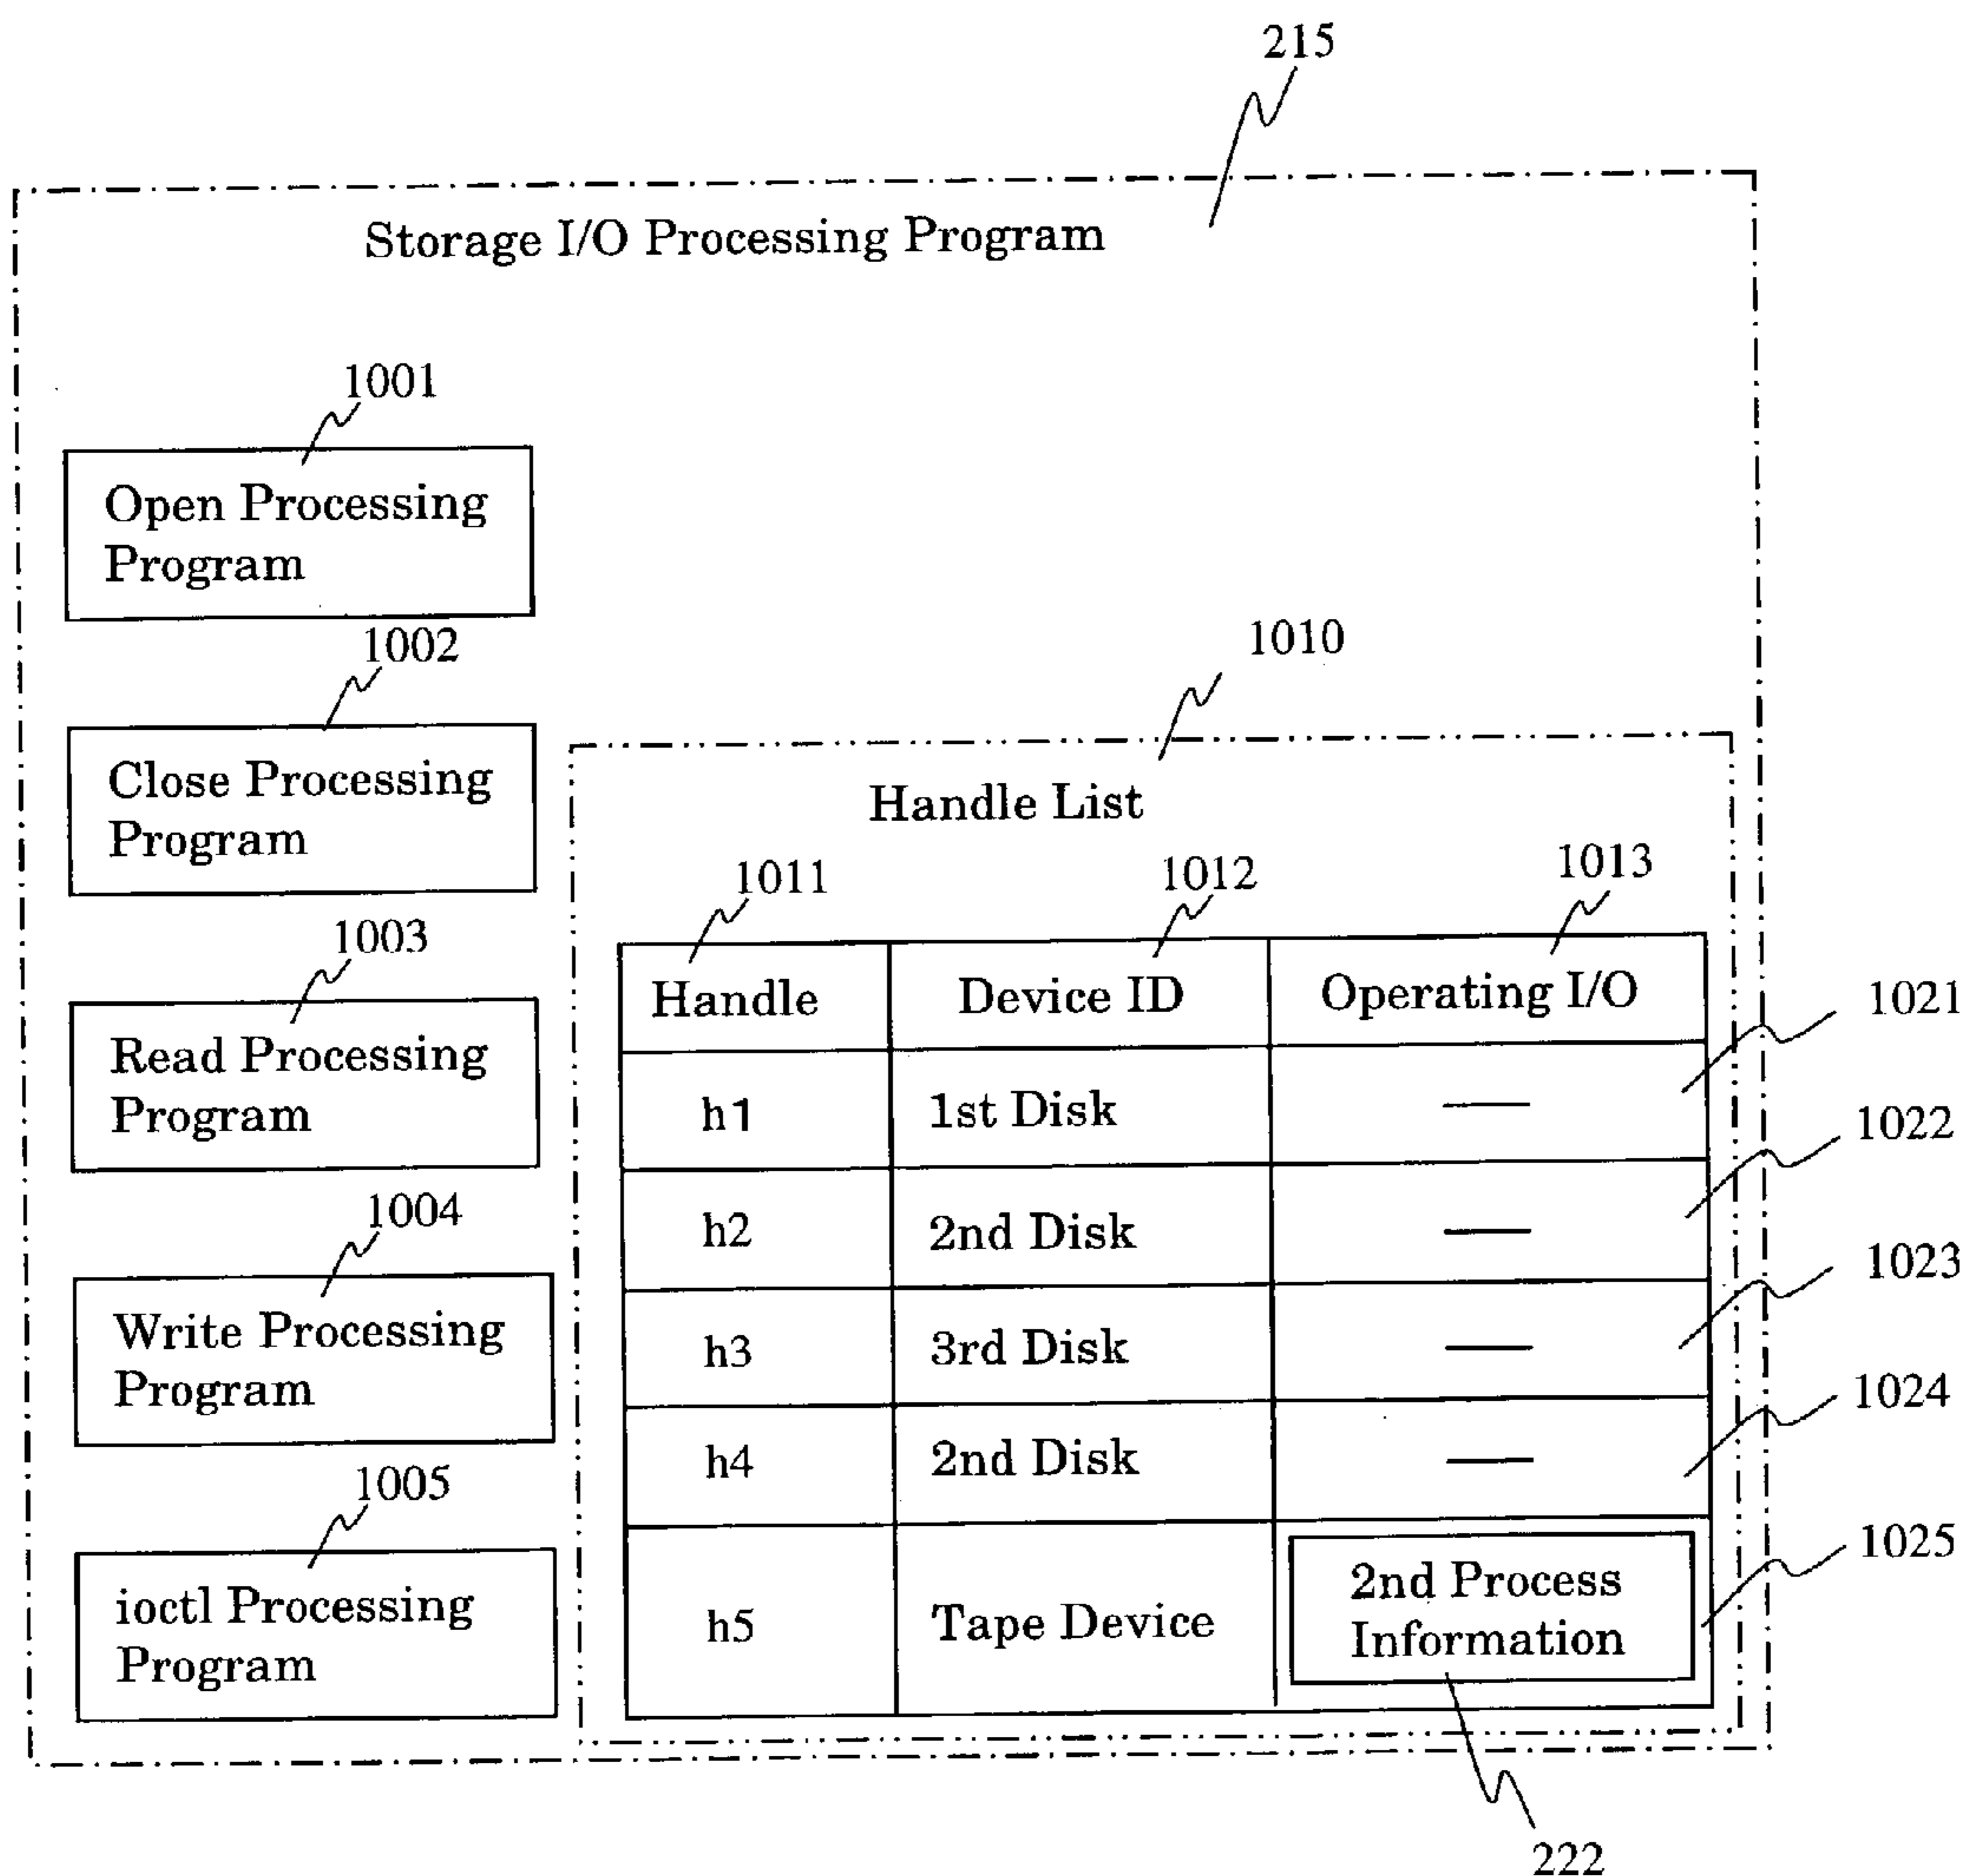 215
Storage I/O Processing Program
1001
Open Processing
Program
1002
Close Processing
Program
1003
Read Processing
Program
1004
Write Processing
Program
1005
ioctl Processing
Program
1010
Handle List
1011 1012 1013
Handle Device ID Operating I/O
1021
h1 1st Disk —
1022
h2 2nd Disk —
1023
h3 3rd Disk —
1024
h4 2nd Disk —
1025
h5 Tape Device 2nd Process
Information
222